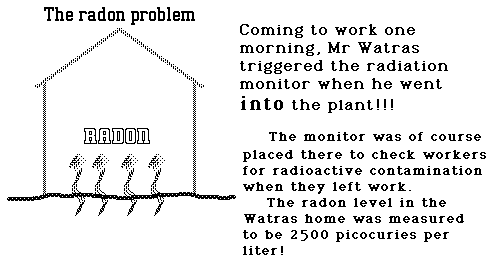 The radon problem
RADON
Coming to work one
morning, Mr Watras
triggered the radiation
monitor when he went
into the plant!!!
The monitor was of course
placed there to check workers
for radioactive contamination
when they left work.
The radon level in the
Watras home was measured
to be 2500 picocuries per
liter!